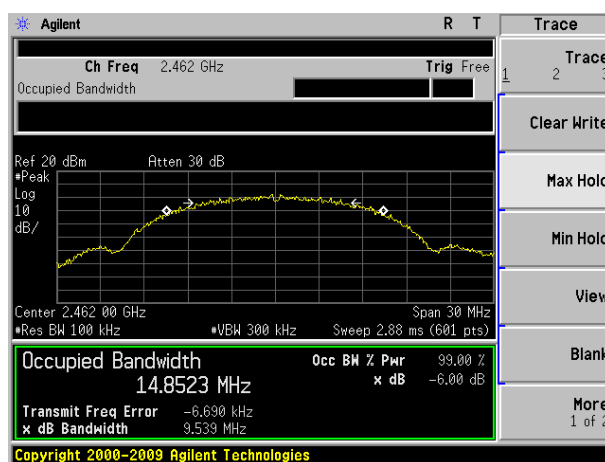 Agilent R T Trace
Ch Freq 2.462 GHz Trig Free
Occupied Bandwidth
Trace
1 2 3
Clear Write
Max Hold
Min Hold
View
Blank
More
1 of 2
Ref 20 dBm Atten 30 dB
#Peak
Log
10
dB/
Center 2.462 00 GHz Span 30 MHz
#Res BW 100 kHz #VBW 300 kHz Sweep 2.88 ms (601 pts)
Occupied Bandwidth Occ BW % Pwr 99.00 %
14.8523 MHz x dB -6.00 dB
Transmit Freq Error -6.690 kHz
x dB Bandwidth 9.539 MHz
Copyright 2000-2009 Agilent Technologies